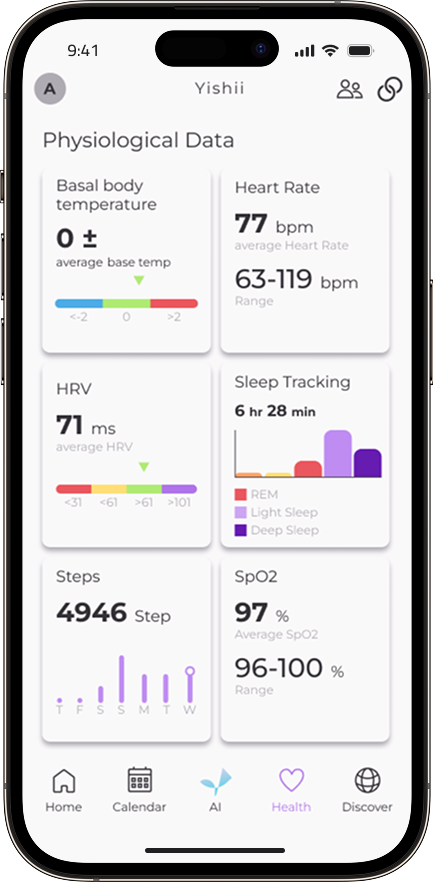 9:41
A
Yishii
Physiological Data
Basal body
temperature
0 ±
average base temp
<-2 0 >2
Heart Rate
77 bpm
average Heart Rate
63-119 bpm
Range
HRV
71 ms
average HRV
<31 <61 >61 >101
Sleep Tracking
6 hr 28 min
REM
Light Sleep
Deep Sleep
Steps
4946 Step
T F S S M T W
SpO2
97 %
Average SpO2
96-100 %
Range
Home Calendar AI Health Discover